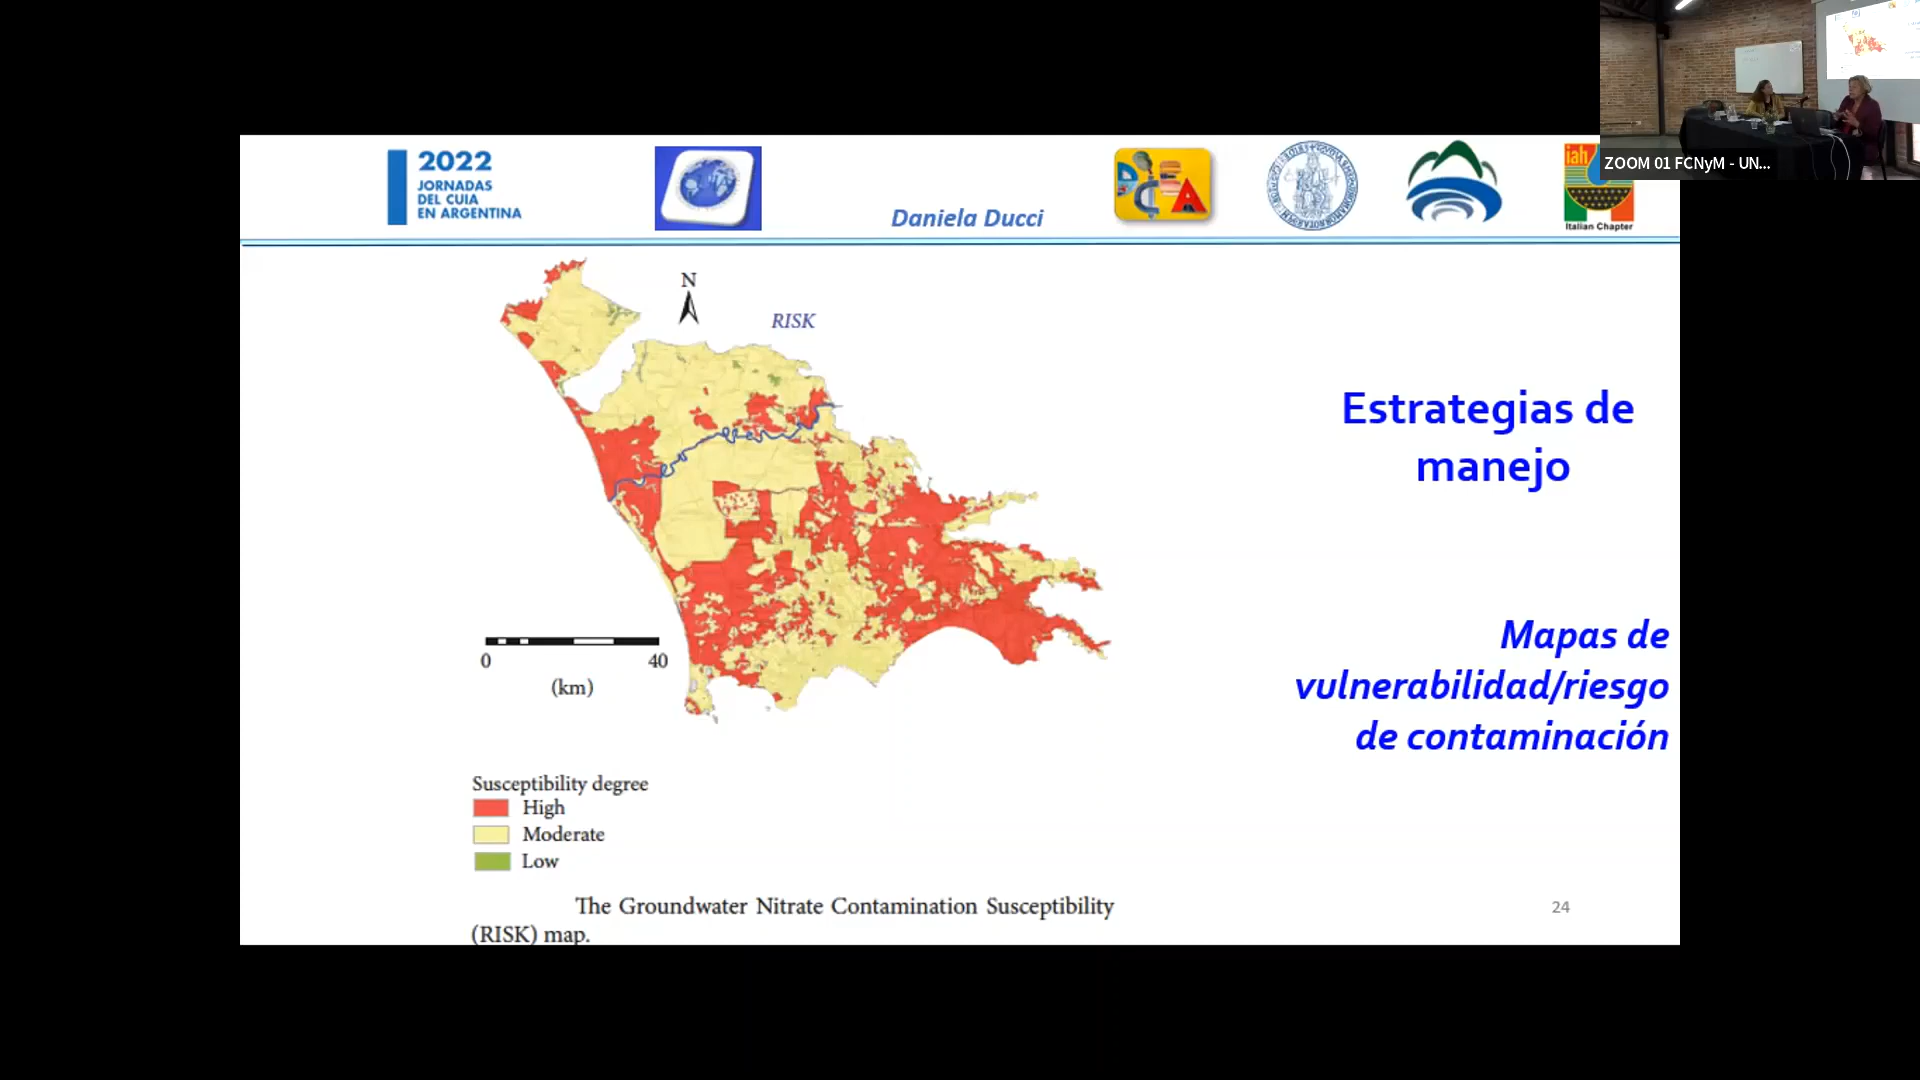 2022
JORNADAS
DEL CUIA
EN ARGENTINA
Daniela Ducci
iah
Italian Chapter
ZOOM 01 FCNyM - UN...
N
RISK
Estrategias de
manejo
Mapas de
vulnerabilidad/riesgo
de contaminación
0
40
(km)
Susceptibility degree
High
Moderate
Low
The Groundwater Nitrate Contamination Susceptibility
(RISK) map.
24